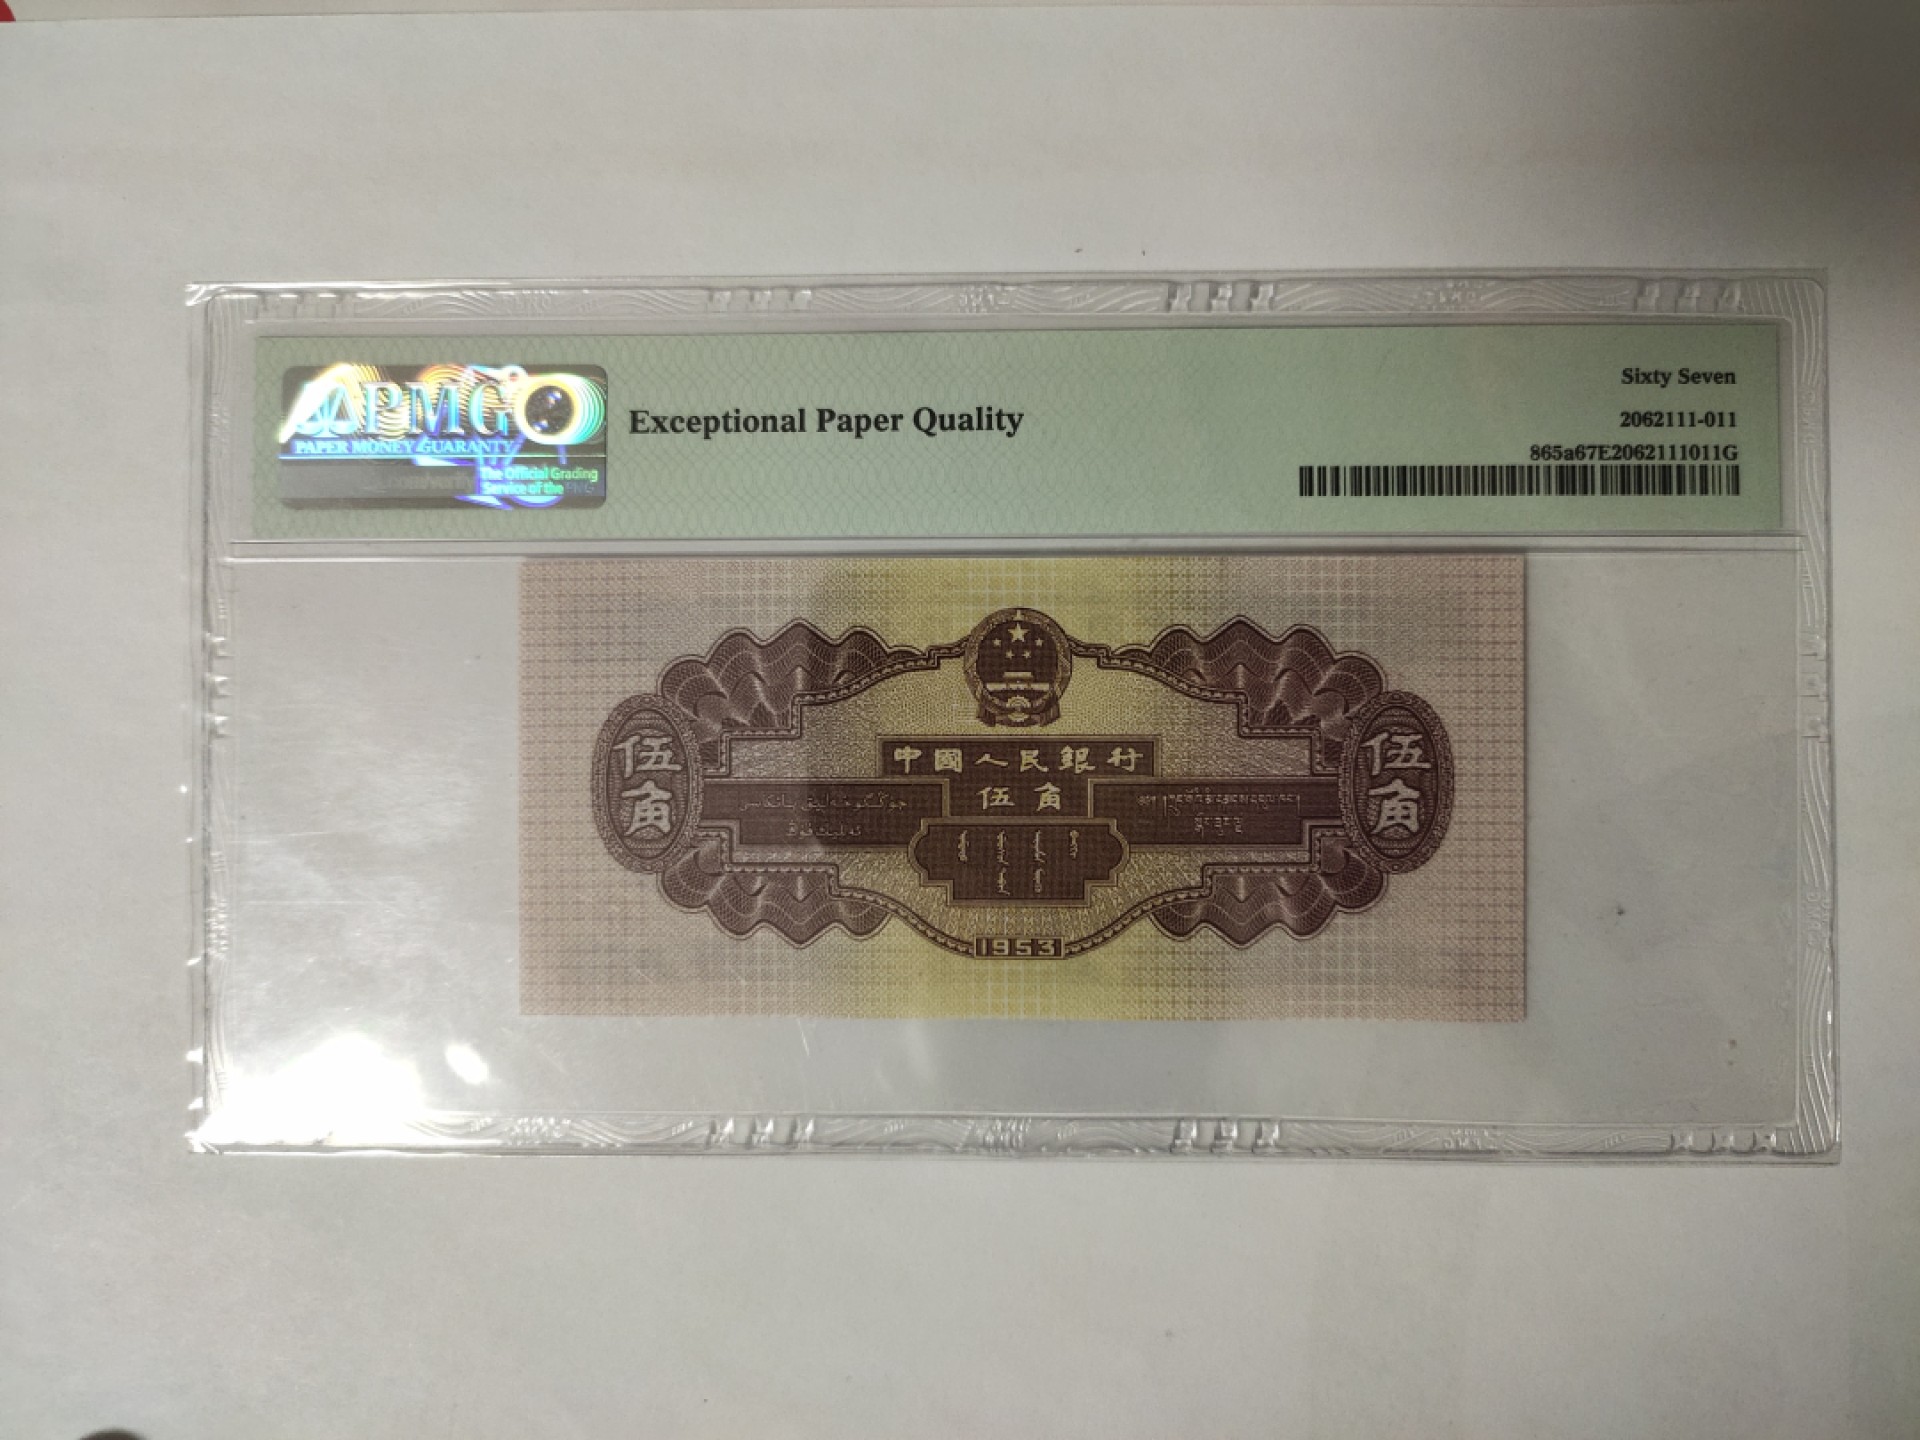 PMG
PAPER MONEY GUARANTY
The Official Grading
Service of the PMG
Exceptional Paper Quality
Sixty Seven
2062111-011
865a67E2062111011G
中國人民銀行
伍角
伍角
伍角
1953